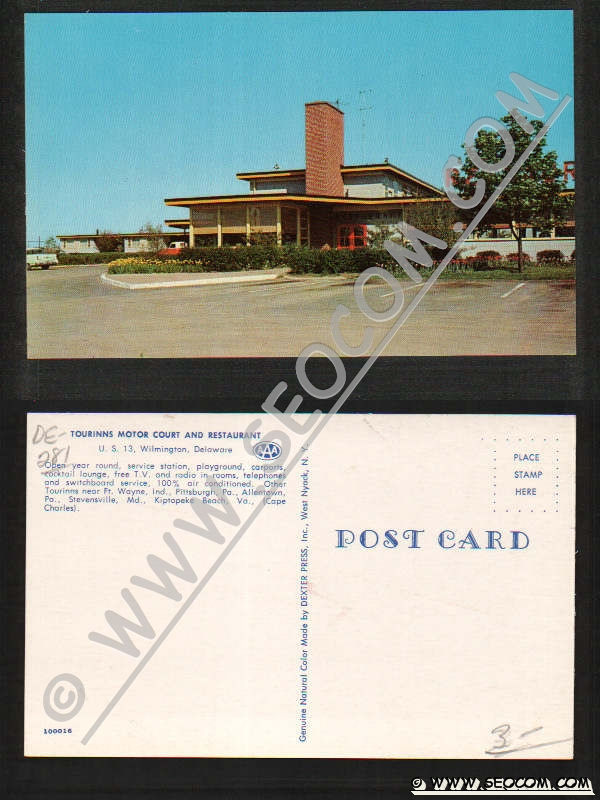 R
© WWW.SEOCOM.COM
DE-
281
TOURINNS MOTOR COURT AND RESTAURANT
U. S. 13, Wilmington, Delaware
AAA
Open year round, service station, playground, carports,
cocktail lounge, free T.V. and radio in rooms, telephones
and switchboard service, 100% air conditioned. Other
Tourinns near Ft. Wayne, Ind., Pittsburgh, Pa., Allentown,
Pa., Stevensville, Md., Kiptopeke Beach, Va., (Cape
Charles).
100016
Genuine Natural Color Made by DEXTER PRESS, Inc., West Nyack, N. Y.
PLACE
STAMP
HERE
POST CARD
3-
© WWW.SEOCOM.COM